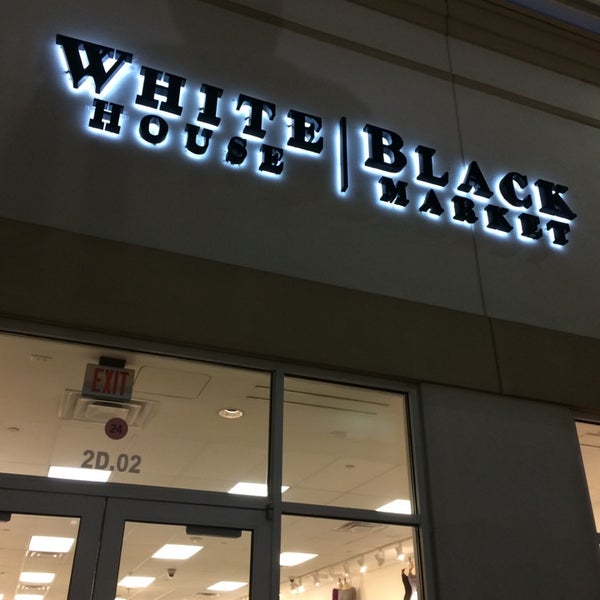 WHITE | BLACK
HOUSE | MARKET
EXIT
24
2D.02